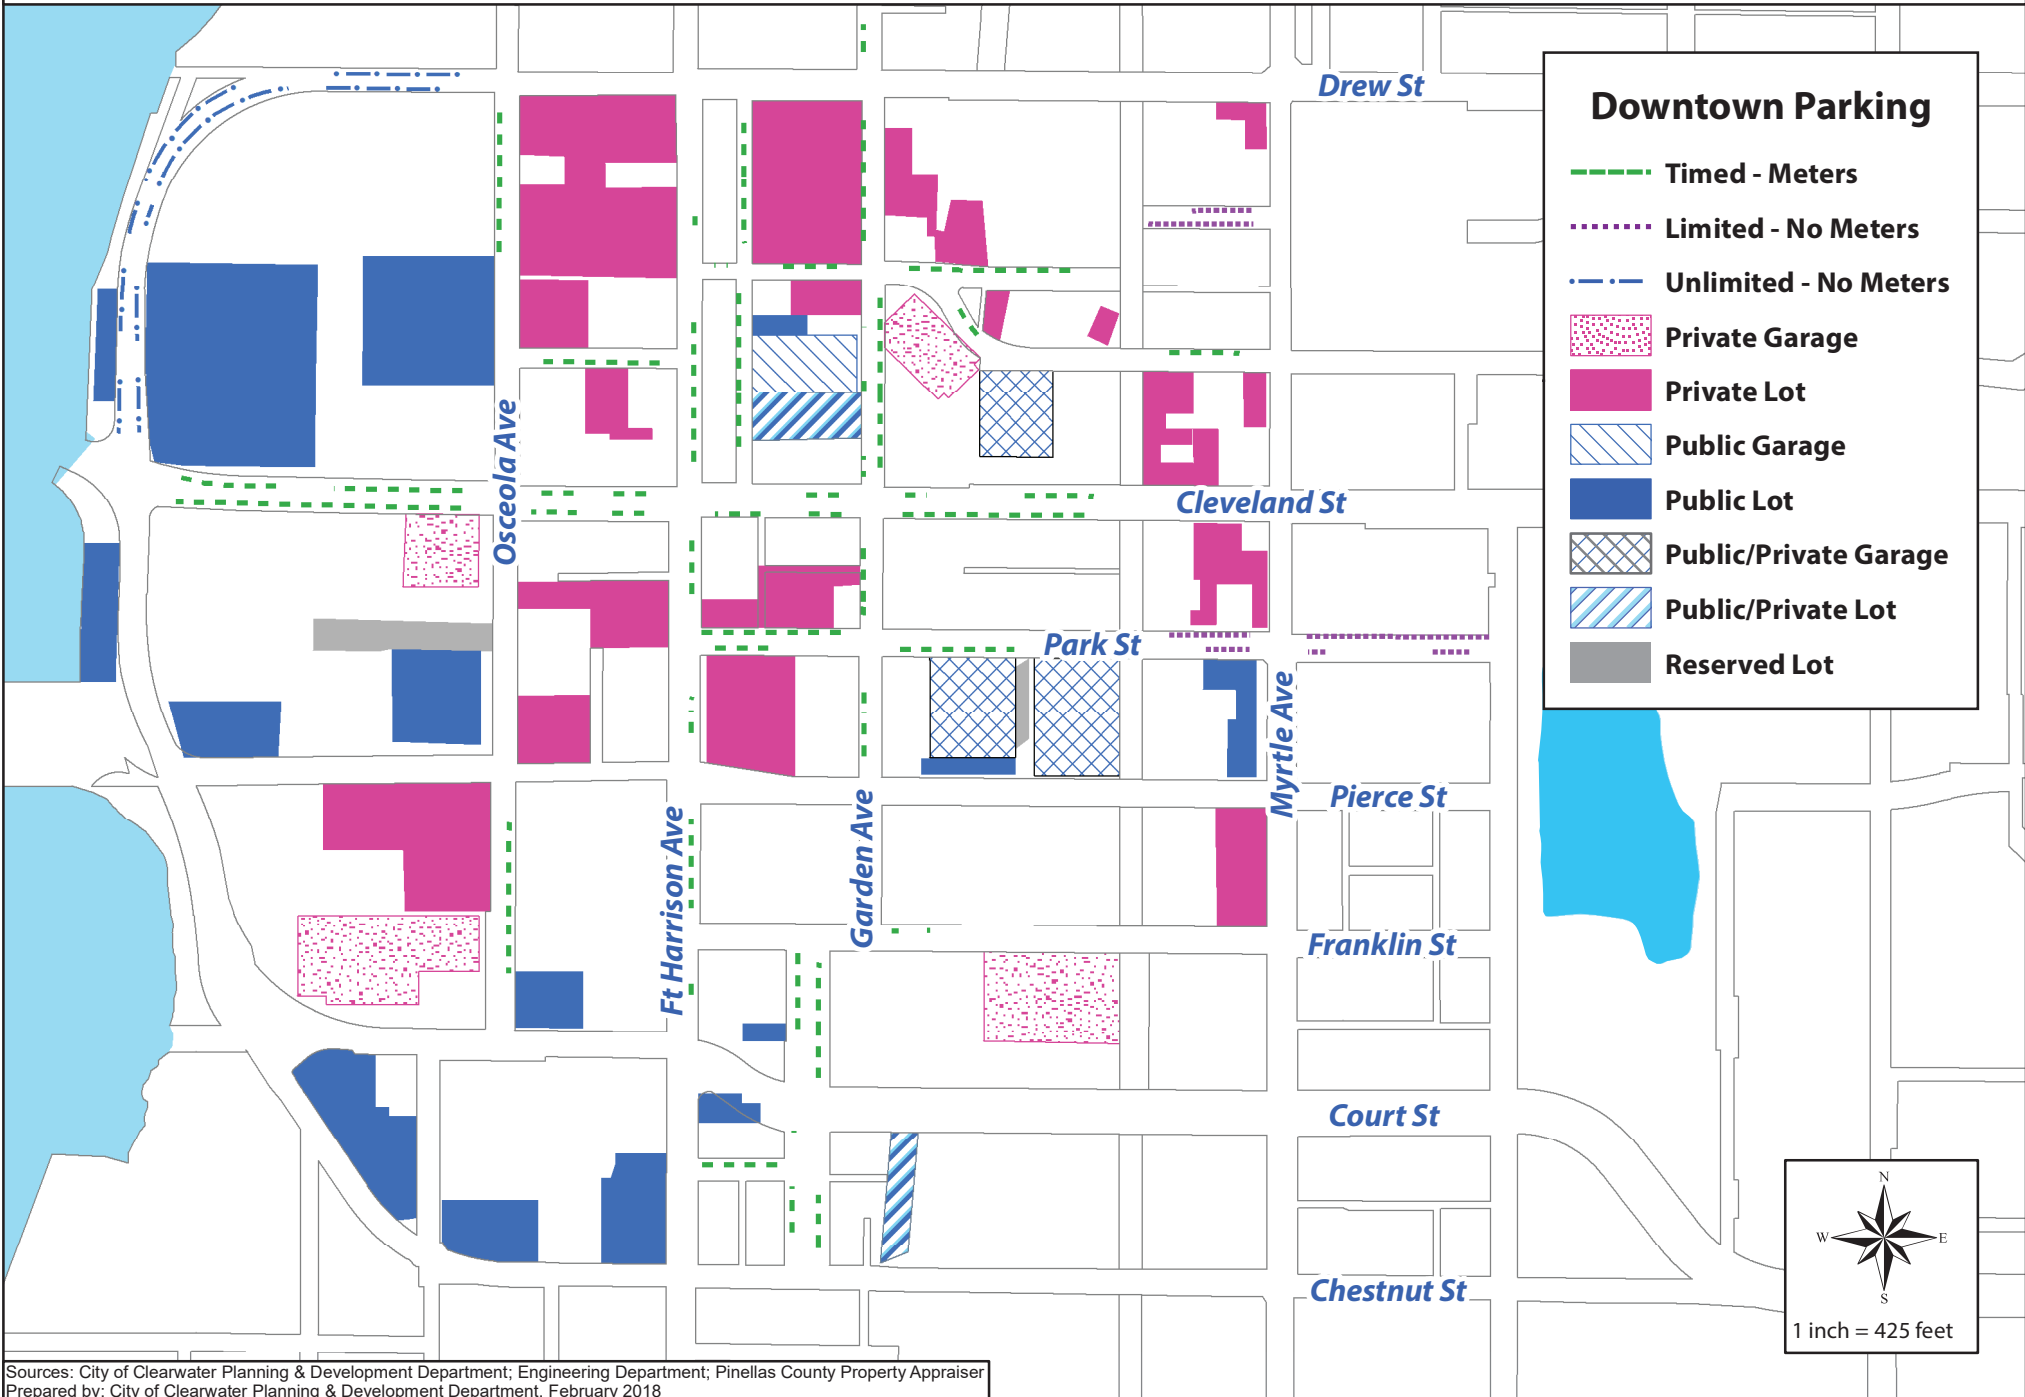 Drew St
Downtown Parking
Timed - Meters
Limited - No Meters
Unlimited - No Meters
Private Garage
Private Lot
Public Garage
Public Lot
Public/Private Garage
Public/Private Lot
Reserved Lot
Osceola Ave
Cleveland St
Park St
Myrtle Ave
Pierce St
Ft Harrison Ave
Garden Ave
Franklin St
Court St
Chestnut St
N
W
E
S
1 inch = 425 feet
Sources: City of Clearwater Planning & Development Department; Engineering Department; Pinellas County Property Appraiser
Prepared by: City of Clearwater Planning & Development Department, February 2018